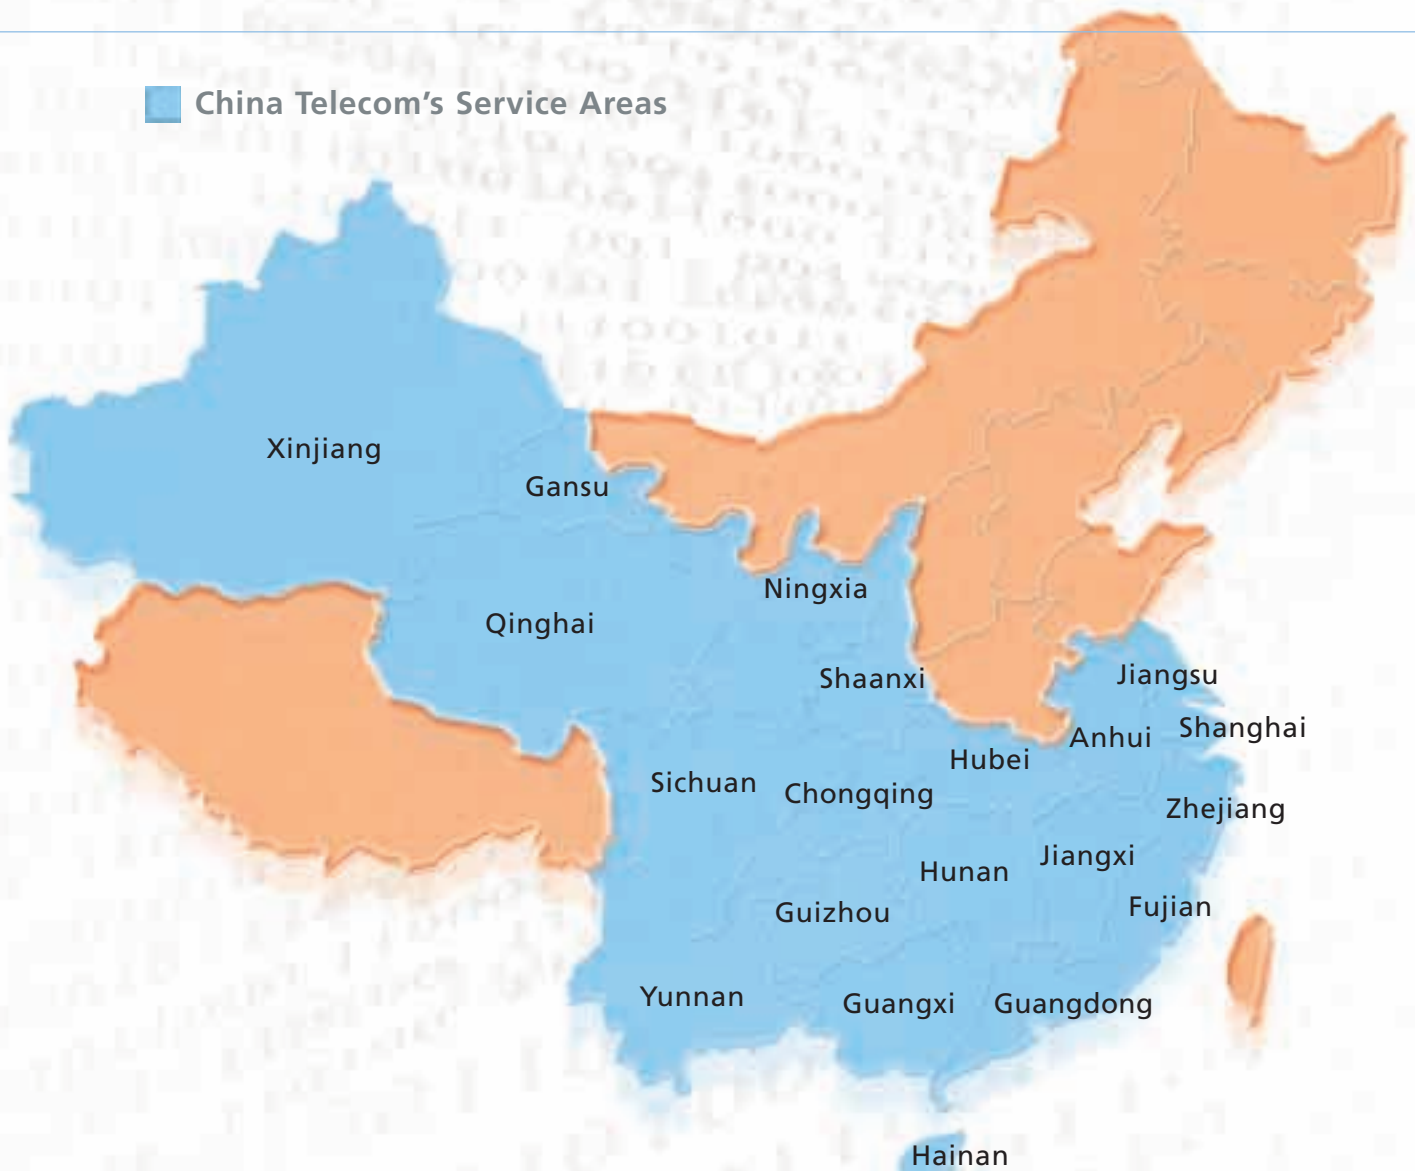 China Telecom's Service Areas
Xinjiang
Gansu
Ningxia
Qinghai
Shaanxi
Jiangsu
Shanghai
Anhui
Hubei
Sichuan
Chongqing
Zhejiang
Jiangxi
Hunan
Fujian
Guizhou
Yunnan
Guangxi
Guangdong
Hainan